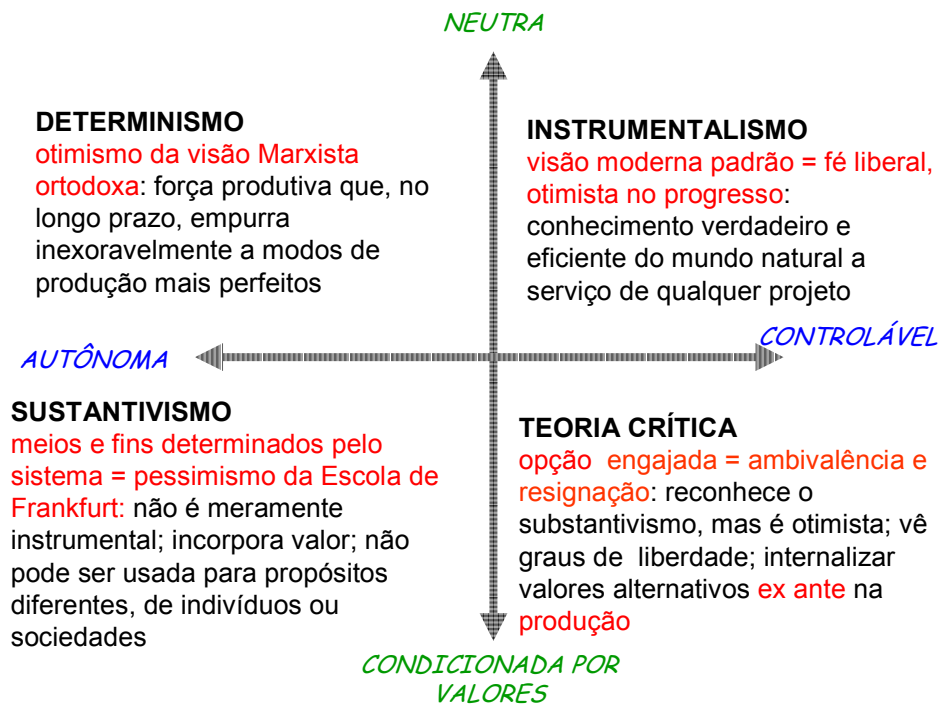 NEUTRA
DETERMINISMO
otimismo da visão Marxista
ortodoxa: força produtiva que, no
longo prazo, empurra
inexoravelmente a modos de
produção mais perfeitos
INSTRUMENTALISMO
visão moderna padrão = fé liberal,
otimista no progresso:
conhecimento verdadeiro e
eficiente do mundo natural a
serviço de qualquer projeto
AUTÔNOMA
CONTROLÁVEL
SUSTANTIVISMO
meios e fins determinados pelo
sistema = pessimismo da Escola de
Frankfurt: não é meramente
instrumental; incorpora valor; não
pode ser usada para propósitos
diferentes, de indivíduos ou
sociedades
TEORIA CRÍTICA
opção engajada = ambivalência e
resignação: reconhece o
substantivismo, mas é otimista; vê
graus de liberdade; internalizar
valores alternativos ex ante na
produção
CONDICIONADA POR
VALORES